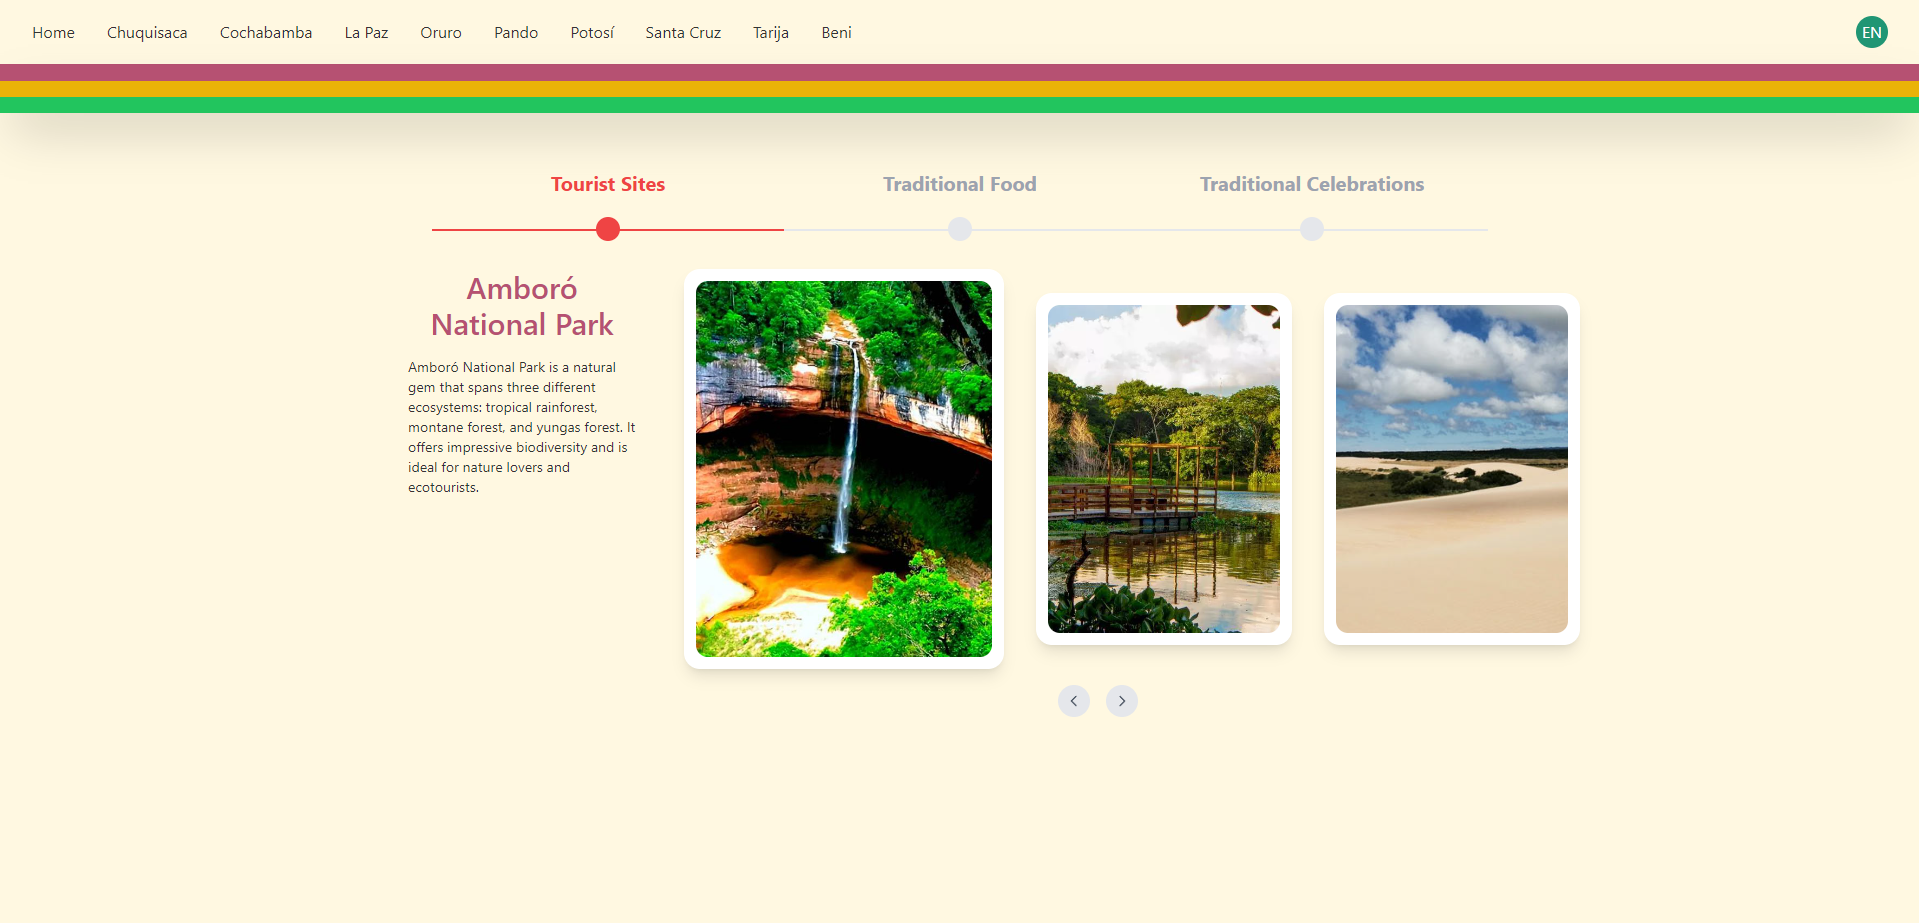 Home Chuquisaca Cochabamba La Paz Oruro Pando Potosí Santa Cruz Tarija Beni EN
Tourist Sites Traditional Food Traditional Celebrations
Amboró
National Park
Amboró National Park is a natural
gem that spans three different
ecosystems: tropical rainforest,
montane forest, and yungas forest. It
offers impressive biodiversity and is
ideal for nature lovers and
ecotourists.